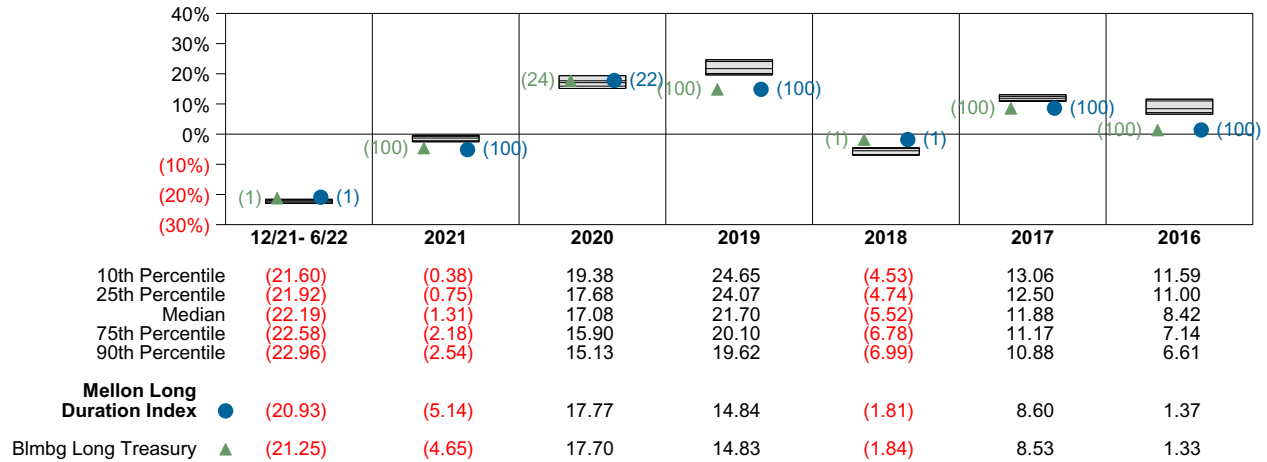 40%
30%
20%
10%
0%
(10%)
(20%)
(30%)
(1) (1)
(100) (100)
(24) (22)
(100) (100)
(1) (1)
(100) (100)
(100) (100)
12/21- 6/22 2021 2020 2019 2018 2017 2016
10th Percentile (21.60) (0.38) 19.38 24.65 (4.53) 13.06 11.59
25th Percentile (21.92) (0.75) 17.68 24.07 (4.74) 12.50 11.00
Median (22.19) (1.31) 17.08 21.70 (5.52) 11.88 8.42
75th Percentile (22.58) (2.18) 15.90 20.10 (6.78) 11.17 7.14
90th Percentile (22.96) (2.54) 15.13 19.62 (6.99) 10.88 6.61
Mellon Long
Duration Index (20.93) (5.14) 17.77 14.84 (1.81) 8.60 1.37
Blmbg Long Treasury (21.25) (4.65) 17.70 14.83 (1.84) 8.53 1.33